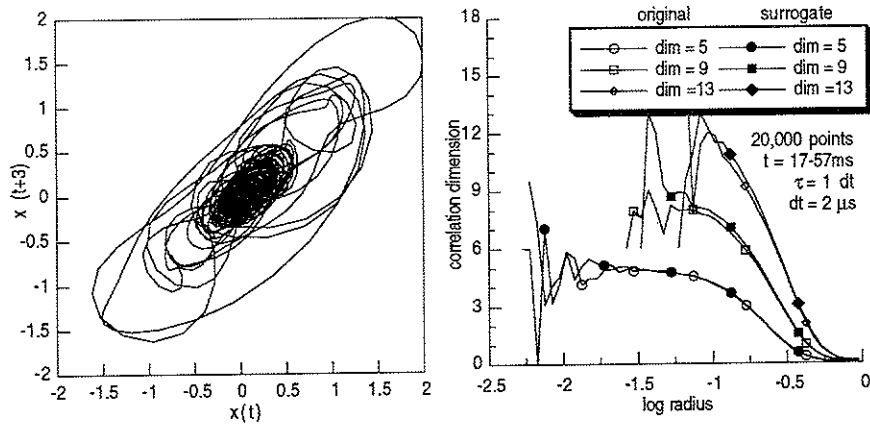 2
1.5
1
0.5
0
-0.5
-1
-1.5
-2
x (t+3)
-2 -1.5 -1 -0.5 0 0.5 1 1.5 2
x(t)
original surrogate
dim = 5 dim = 5
dim = 9 dim = 9
dim =13 dim =13
20,000 points
t = 17-57ms
τ = 1 dt
dt = 2 μs
18
15
12
9
6
3
0
correlation dimension
-2.5 -2 -1.5 -1 -0.5 0
log radius